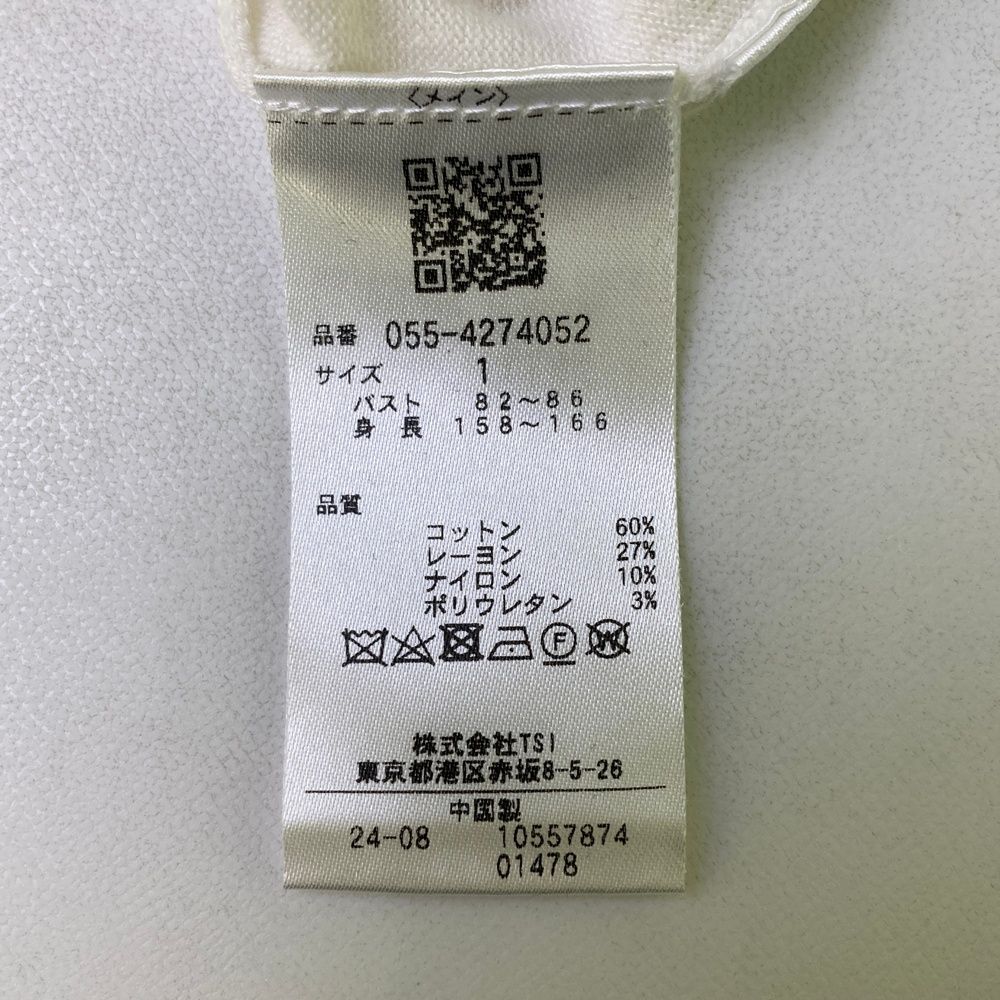 〈メイン〉
品番 055-4274052
サイズ 1
バスト 82～86
身長 158～166
品質
コットン 60%
レーヨン 27%
ナイロン 10%
ポリウレタン 3%
F W
株式会社TSI
東京都港区赤坂8-5-26
中国製
24-08 10557874
01478